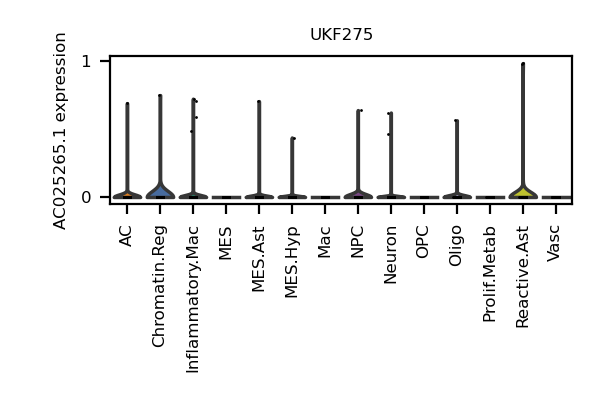 UKF275
AC025265.1 expression
1
0
AC
Chromatin.Reg
Inflammatory.Mac
MES
MES.Ast
MES.Hyp
Mac
NPC
Neuron
OPC
Oligo
Prolif.Metab
Reactive.Ast
Vasc